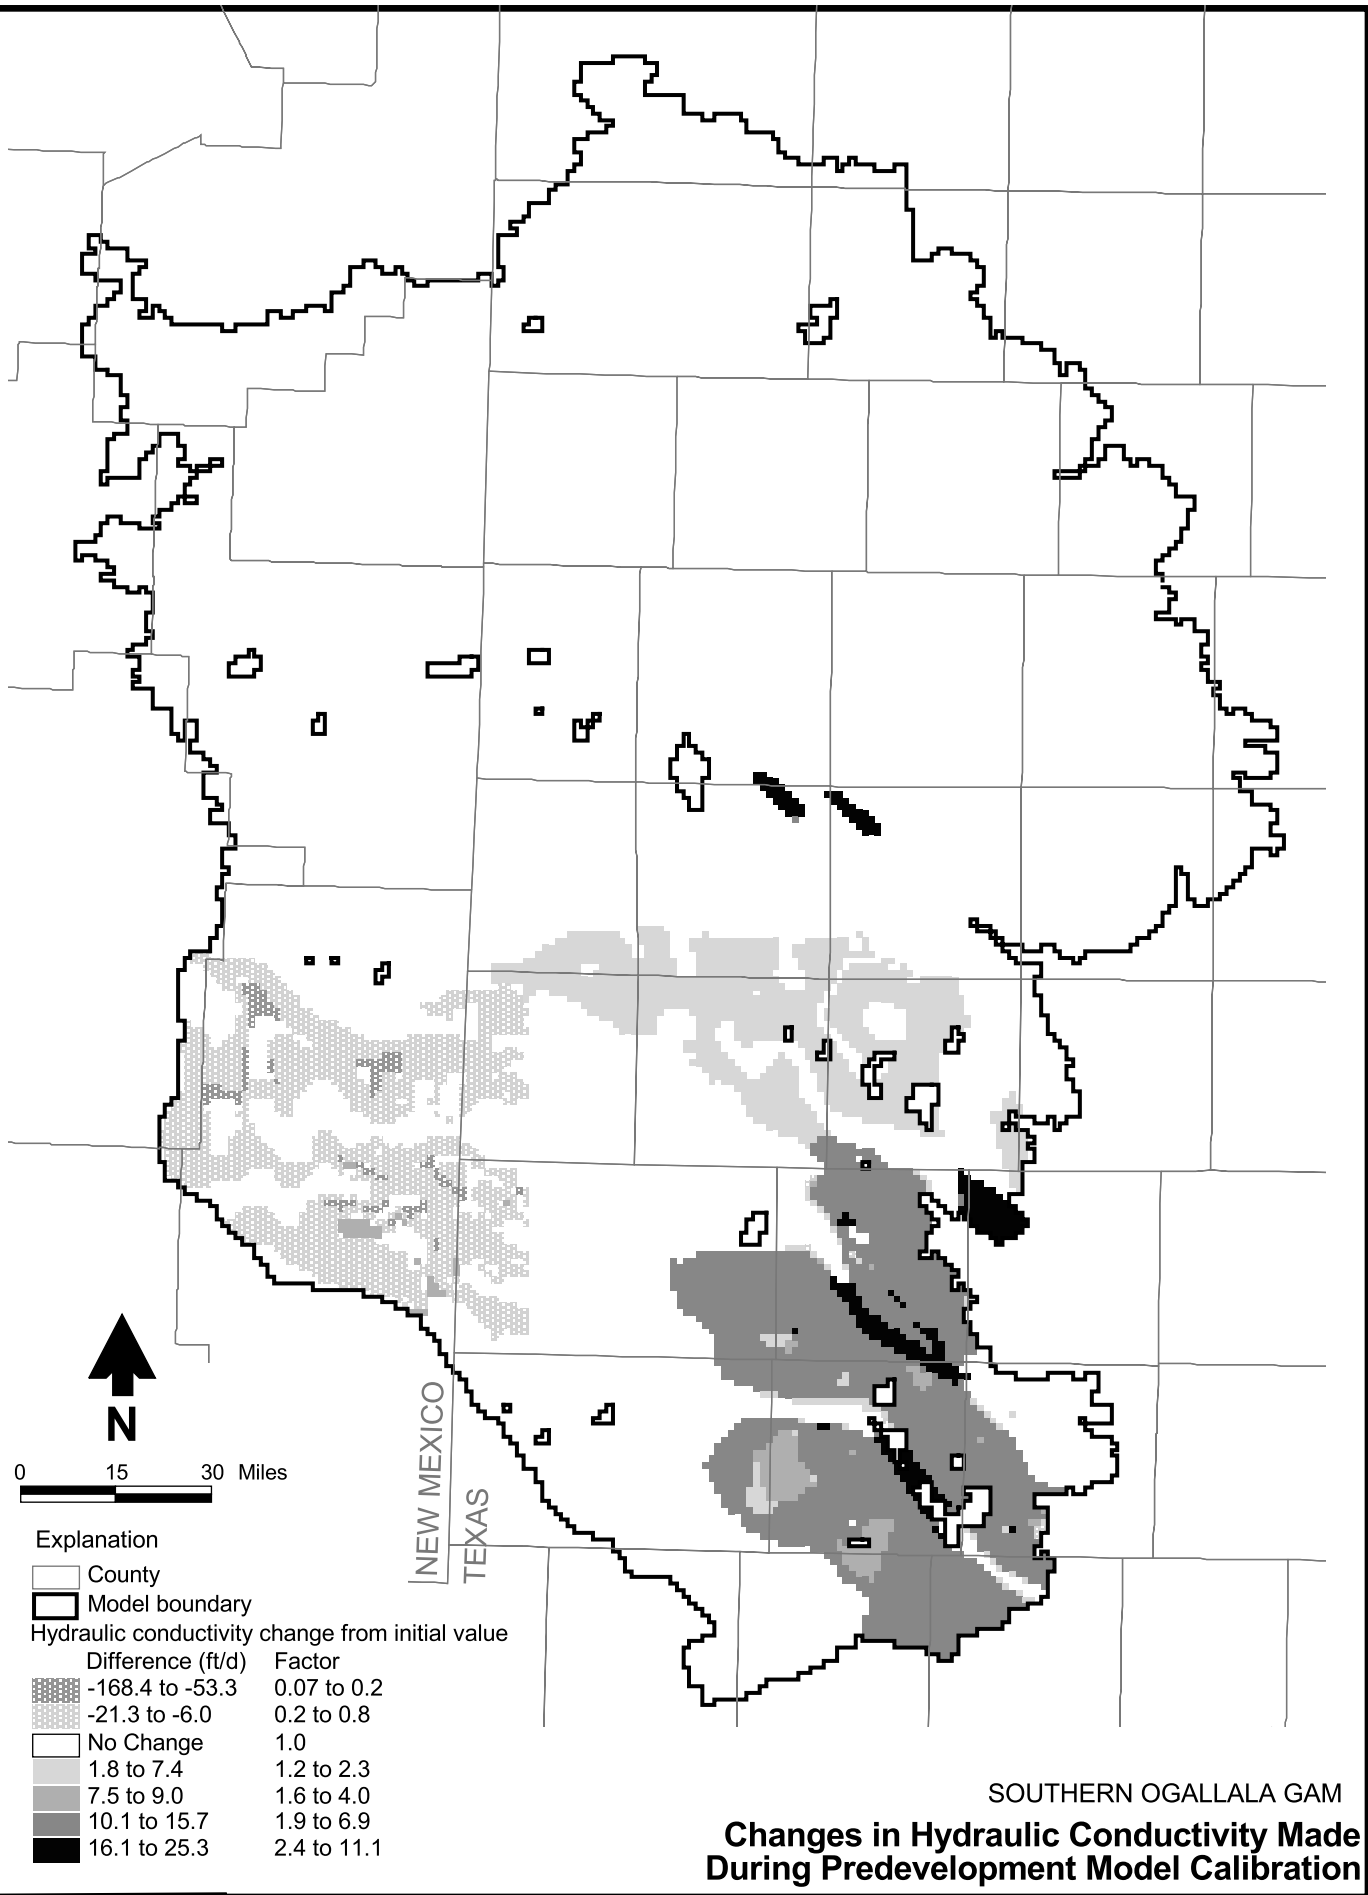 N
0 15 30 Miles
NEW MEXICO
TEXAS
Explanation
County
Model boundary
Hydraulic conductivity change from initial value
Difference (ft/d) Factor
-168.4 to -53.3 0.07 to 0.2
-21.3 to -6.0 0.2 to 0.8
No Change 1.0
1.8 to 7.4 1.2 to 2.3
7.5 to 9.0 1.6 to 4.0
10.1 to 15.7 1.9 to 6.9
16.1 to 25.3 2.4 to 11.1
SOUTHERN OGALLALA GAM
Changes in Hydraulic Conductivity Made
During Predevelopment Model Calibration